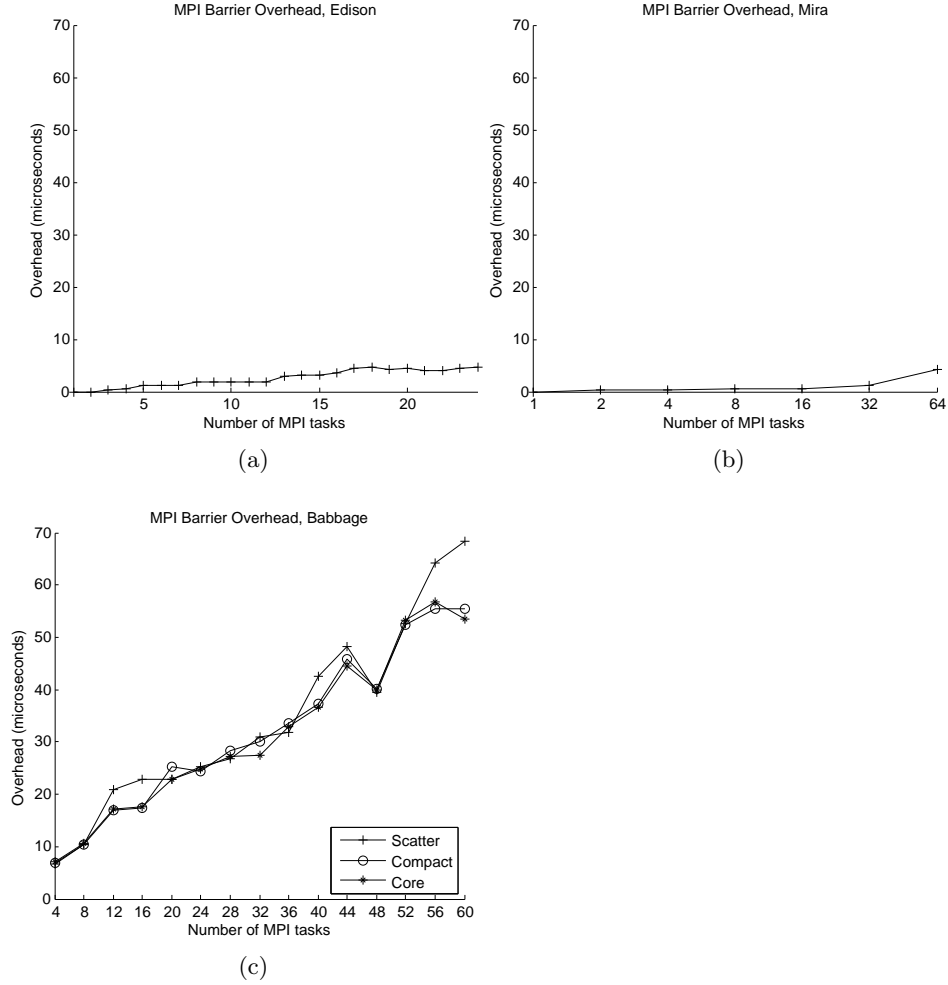 MPI Barrier Overhead, Edison
70
60
50
40
30
20
10
0
Overhead (microseconds)
5 10 15 20
Number of MPI tasks
(a)
MPI Barrier Overhead, Mira
70
60
50
40
30
20
10
0
Overhead (microseconds)
1 2 4 8 16 32 64
Number of MPI tasks
(b)
MPI Barrier Overhead, Babbage
70
60
50
40
30
20
10
0
Overhead (microseconds)
Scatter
Compact
Core
4 8 12 16 20 24 28 32 36 40 44 48 52 56 60
Number of MPI tasks
(c)